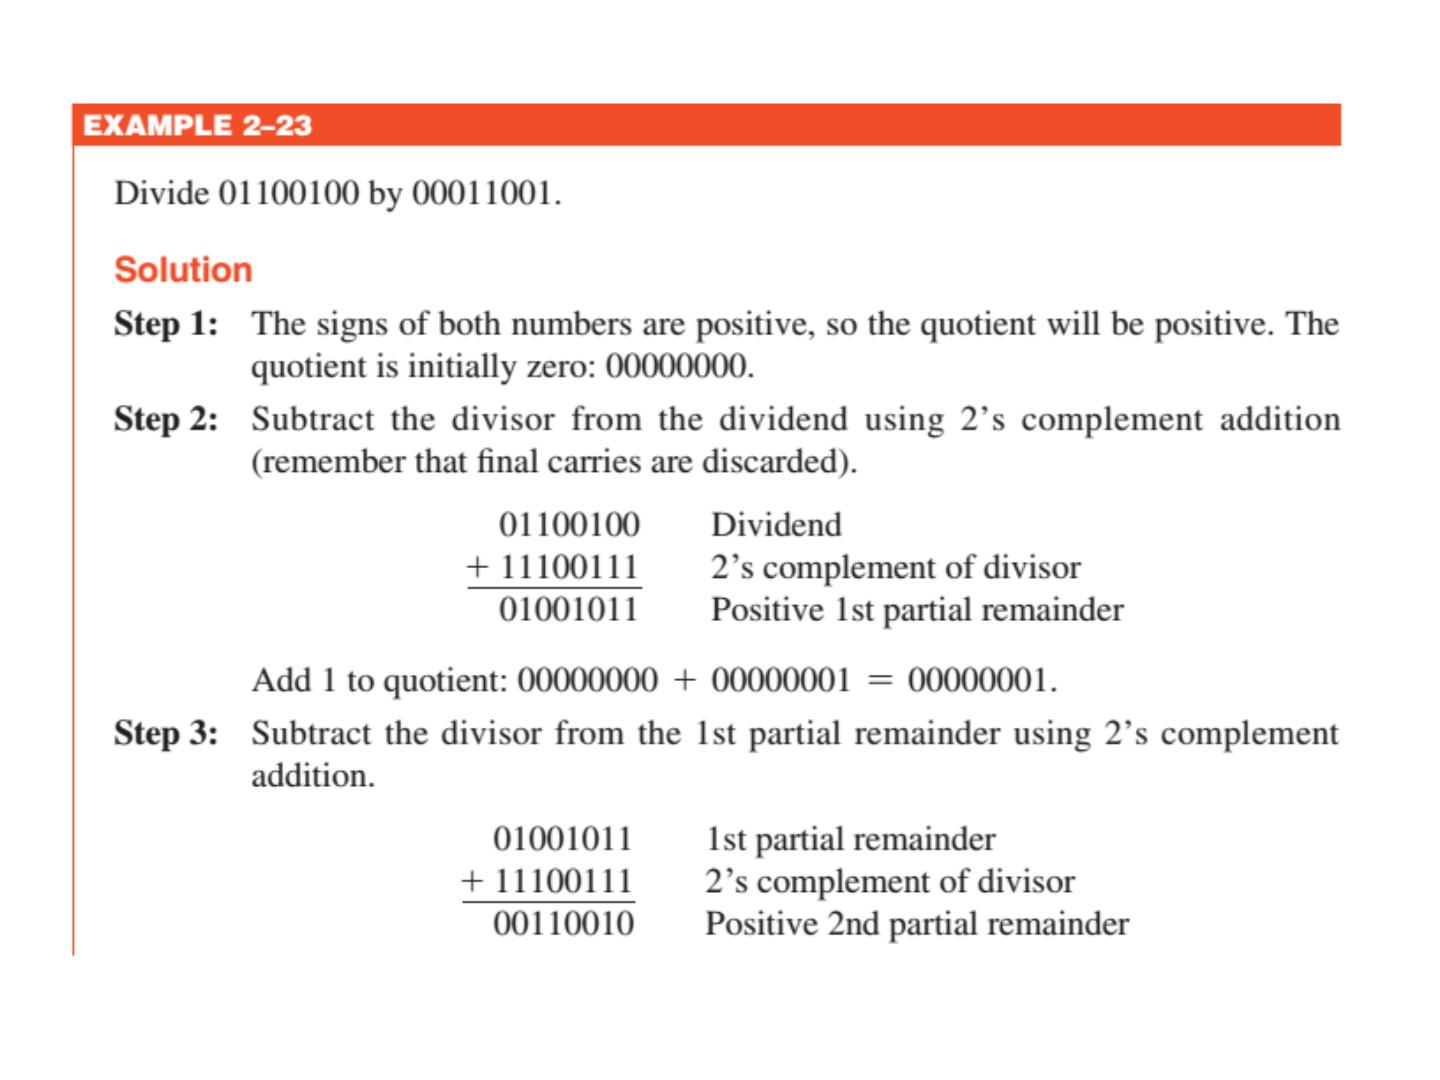 EXAMPLE 2–23
Divide 01100100 by 00011001.
Solution
Step 1: The signs of both numbers are positive, so the quotient will be positive. The
quotient is initially zero: 00000000.
Step 2: Subtract the divisor from the dividend using 2’s complement addition
(remember that final carries are discarded).
01100100 Dividend
+ 11100111 2’s complement of divisor
01001011 Positive 1st partial remainder
Add 1 to quotient: 00000000 + 00000001 = 00000001.
Step 3: Subtract the divisor from the 1st partial remainder using 2’s complement
addition.
01001011 1st partial remainder
+ 11100111 2’s complement of divisor
00110010 Positive 2nd partial remainder